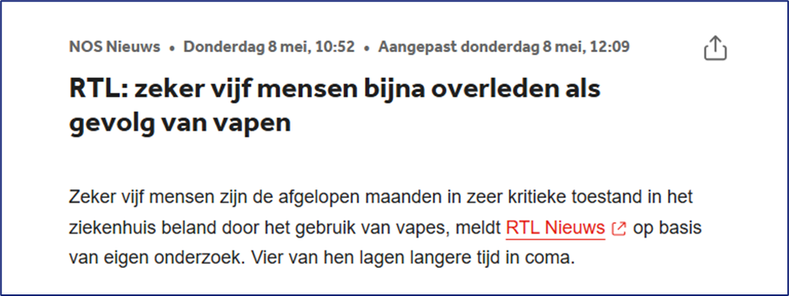 NOS Nieuws • Donderdag 8 mei, 10:52 • Aangepast donderdag 8 mei, 12:09
RTL: zeker vijf mensen bijna overleden als
gevolg van vapen
Zeker vijf mensen zijn de afgelopen maanden in zeer kritieke toestand in het
ziekenhuis beland door het gebruik van vapes, meldt RTL Nieuws op basis
van eigen onderzoek. Vier van hen lagen langere tijd in coma.